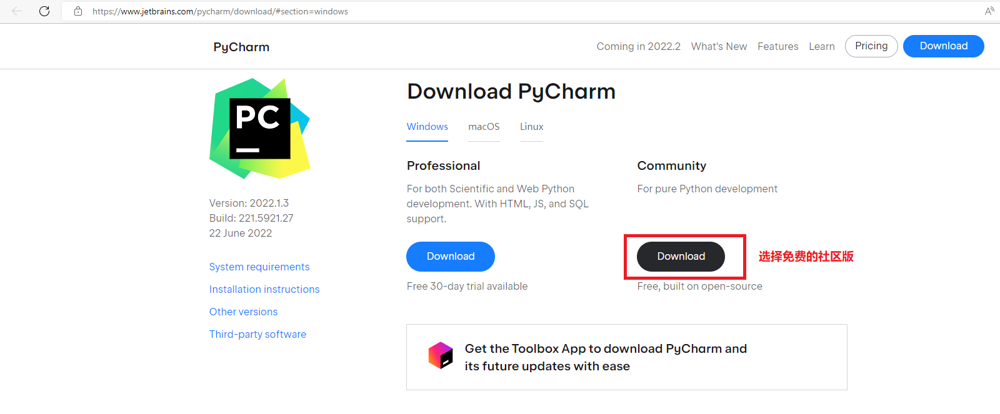 https://www.jetbrains.com/pycharm/download/#section=windows
PyCharm
Coming in 2022.2 What's New Features Learn Pricing Download
PC
Download PyCharm
Windows macOS Linux
Professional
For both Scientific and Web Python
development. With HTML, JS, and SQL
support.
Download
Free 30-day trial available
Community
For pure Python development
Download
选择免费的社区版
Free, built on open-source
Version: 2022.1.3
Build: 221.5921.27
22 June 2022
System requirements
Installation instructions
Other versions
Third-party software
Get the Toolbox App to download PyCharm and
its future updates with ease